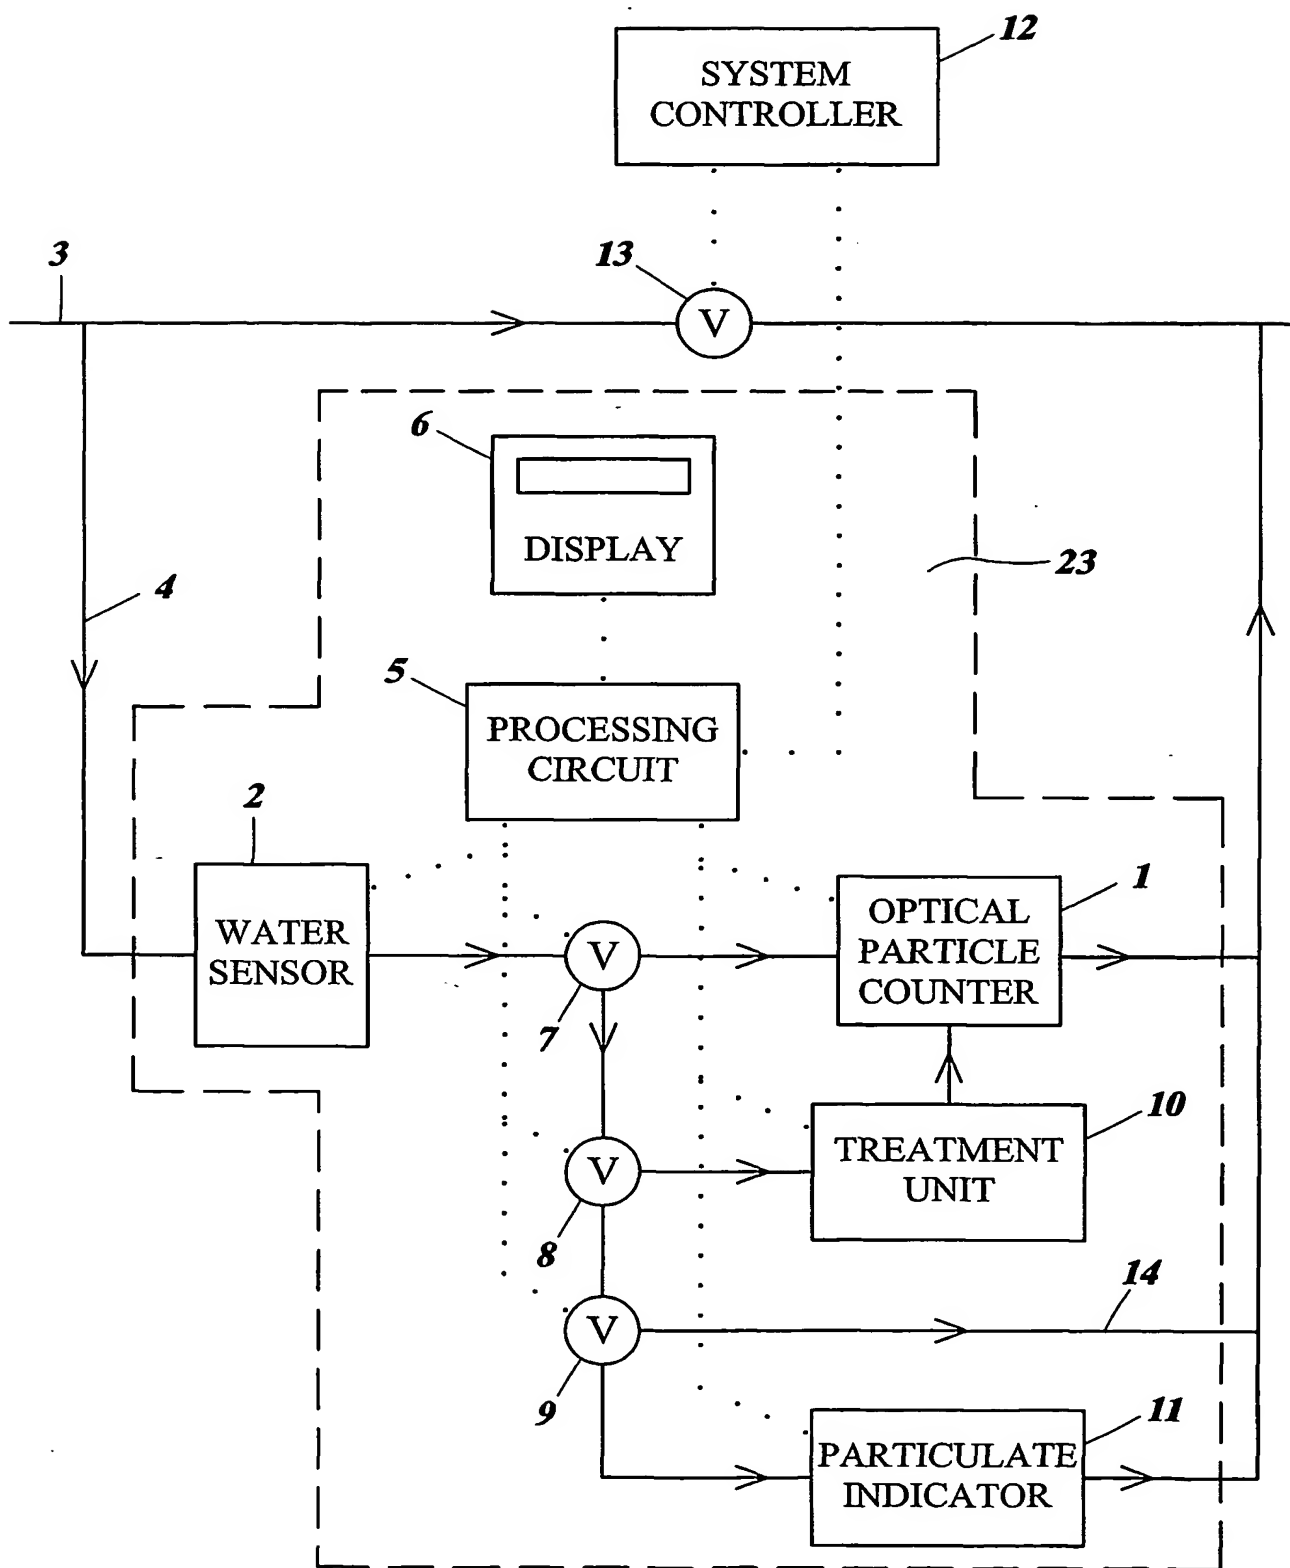 12
SYSTEM
CONTROLLER
3
13
V
6
DISPLAY
23
4
5
PROCESSING
CIRCUIT
2
1
WATER
SENSOR
OPTICAL
PARTICLE
COUNTER
V
7
10
TREATMENT
UNIT
V
8
14
V
9
11
PARTICULATE
INDICATOR